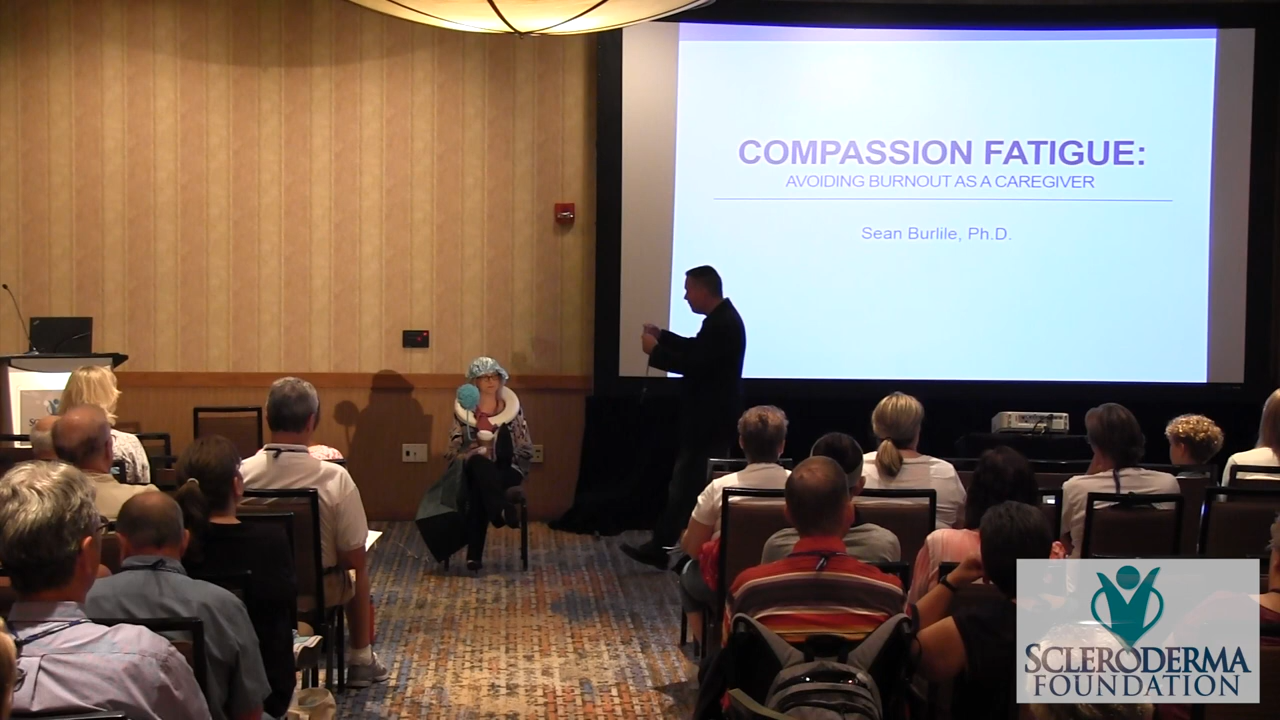 COMPASSION FATIGUE:
AVOIDING BURNOUT AS A CAREGIVER
Sean Burlile, Ph.D.
SCLERODERMA
FOUNDATION